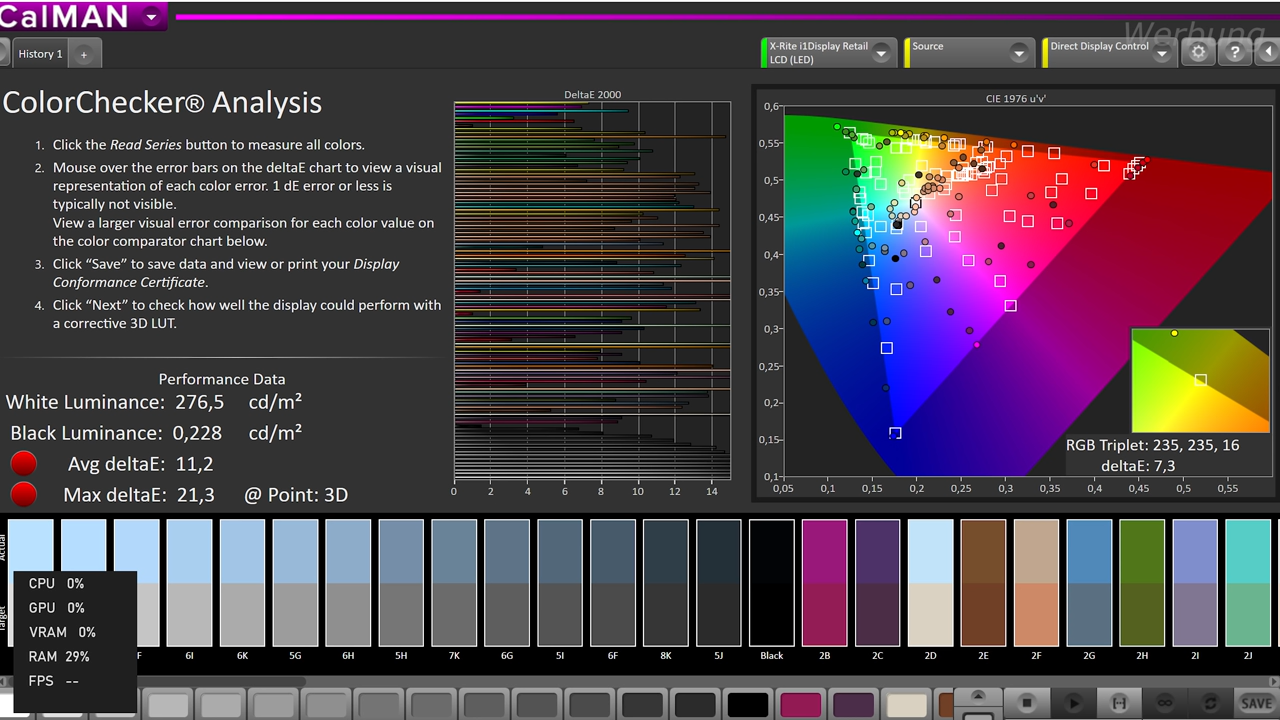 CalMAN
Werbung
History 1
+
X-Rite i1Display Retail
LCD (LED)
Source
Direct Display Control
?
ColorChecker® Analysis
1. Click the Read Series button to measure all colors.
2. Mouse over the error bars on the deltaE chart to view a visual
representation of each color error. 1 dE error or less is
typically not visible.
View a larger visual error comparison for each color value on
the color comparator chart below.
3. Click “Save” to save data and view or print your Display
Conformance Certificate.
4. Click “Next” to check how well the display could perform with
a corrective 3D LUT.
Performance Data
White Luminance: 276,5 cd/m²
Black Luminance: 0,228 cd/m²
Avg deltaE: 11,2
Max deltaE: 21,3 @ Point: 3D
DeltaE 2000
0 2 4 6 8 10 12 14
CIE 1976 u'v'
0,6
0,55
0,5
0,45
0,4
0,35
0,3
0,25
0,2
0,15
0,1
0,05 0,1 0,15 0,2 0,25 0,3 0,35 0,4 0,45 0,5 0,55
RGB Triplet: 235, 235, 16
deltaE: 7,3
Actual
Target
CPU 0%
GPU 0%
VRAM 0%
RAM 29%
FPS --
F 6I 6K 5G 6H 5H 7K 6G 5I 6F 8K 5J Black 2B 2C 2D 2E 2F 2G 2H 2I 2J
SAVE